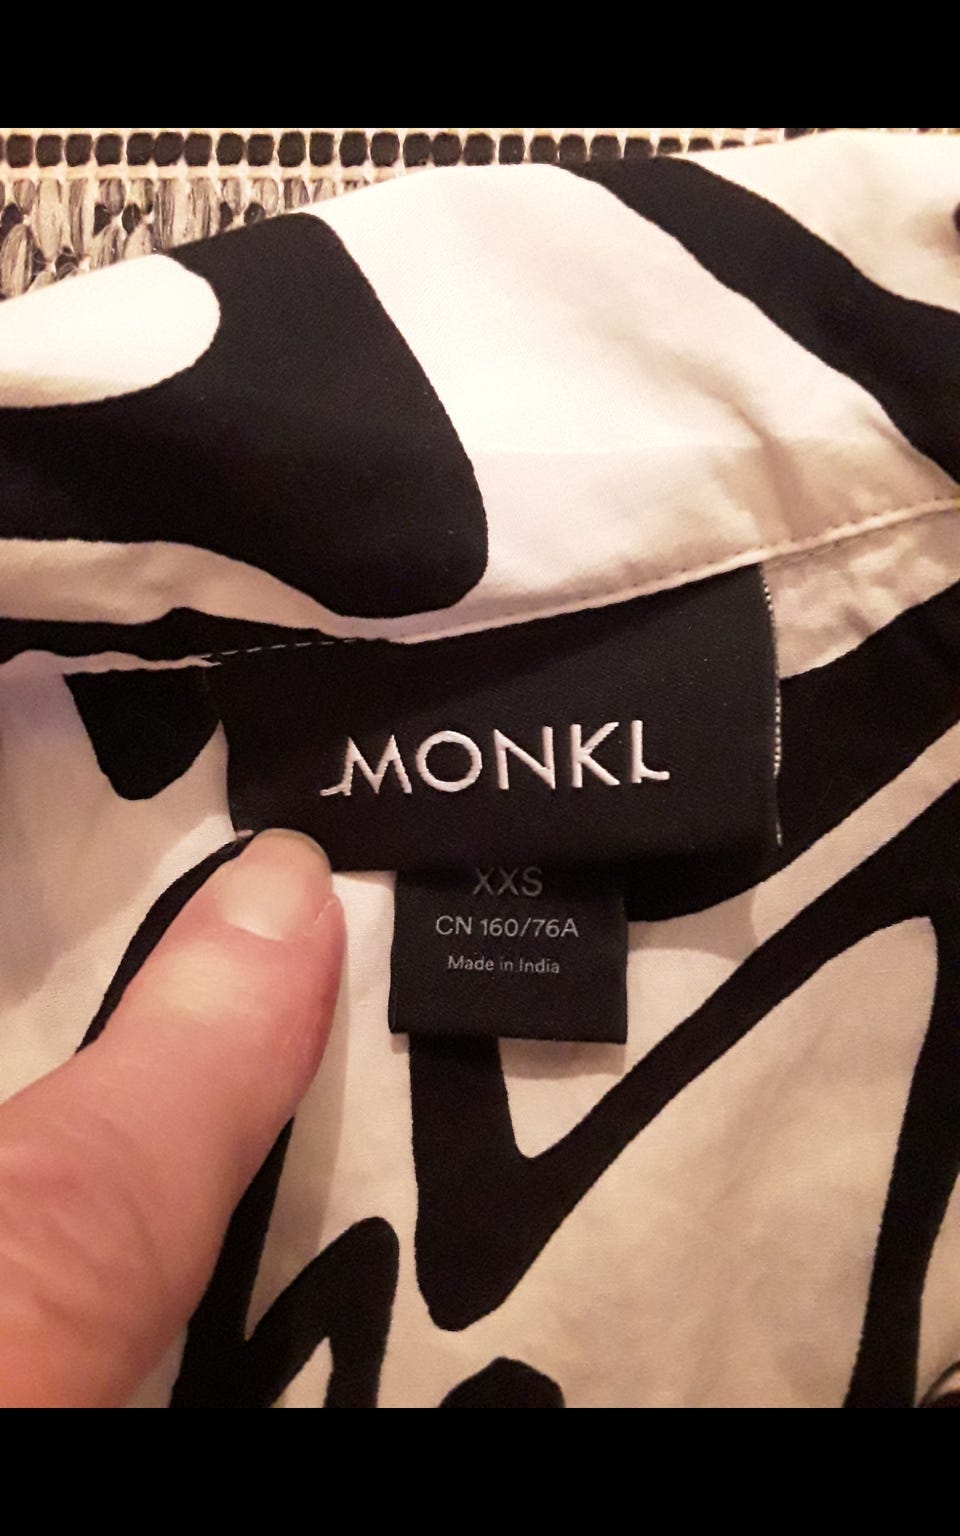 MONKI
XXS
CN 160/76A
Made in India